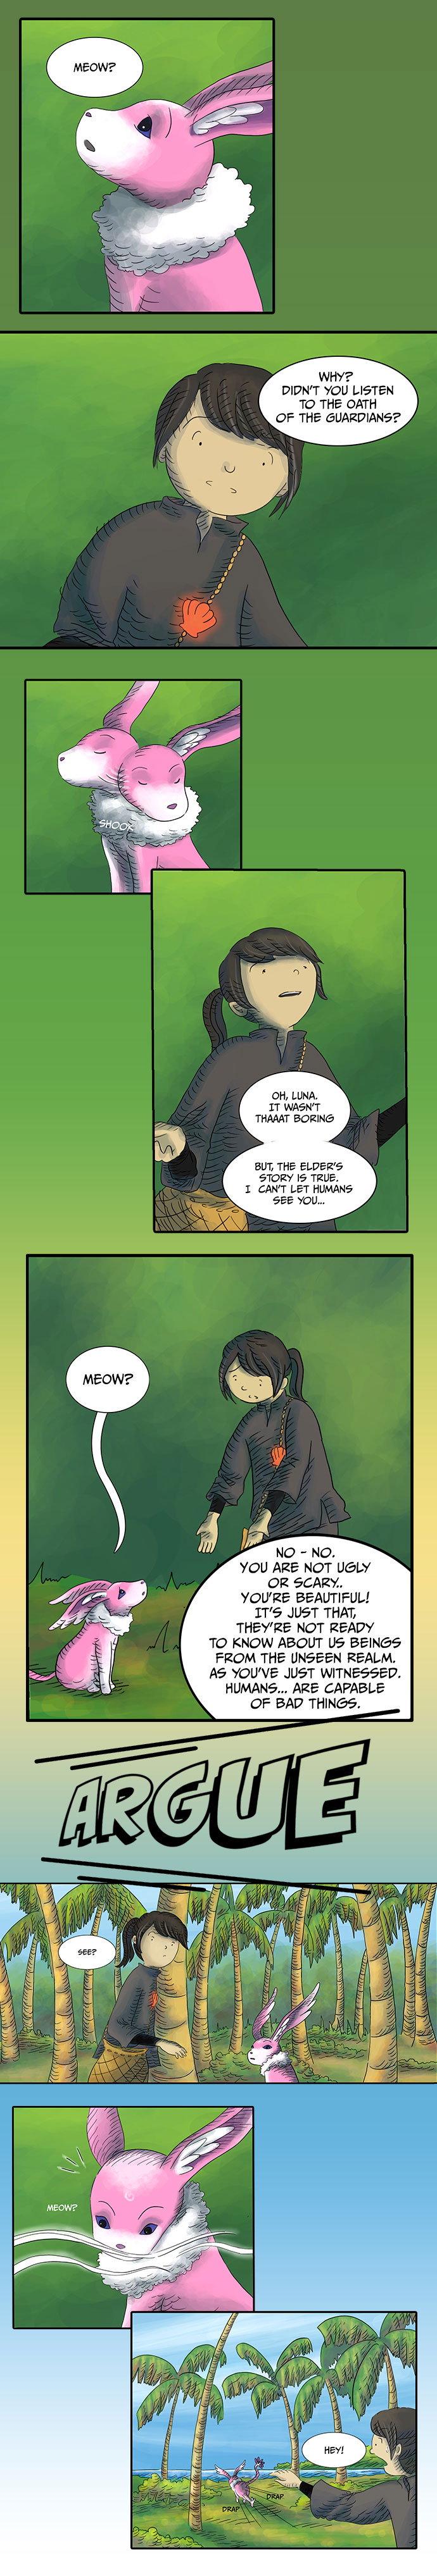 MEOW?
WHY?
DIDN'T YOU LISTEN
TO THE OATH
OF THE GUARDIANS?
SHOOK
OH, LUNA.
IT WASN'T
THAAAT BORING
BUT, THE ELDER'S
STORY IS TRUE.
I CAN'T LET HUMANS
SEE YOU...
MEOW?
NO - NO.
YOU ARE NOT UGLY
OR SCARY..
YOU'RE BEAUTIFUL!
IT'S JUST THAT,
THEY'RE NOT READY
TO KNOW ABOUT US BEINGS
FROM THE UNSEEN REALM.
AS YOU'VE JUST WITNESSED.
HUMANS... ARE CAPABLE
OF BAD THINGS.
ARGUE
SEE?
MEOW?
HEY!
DRAP
DRAP